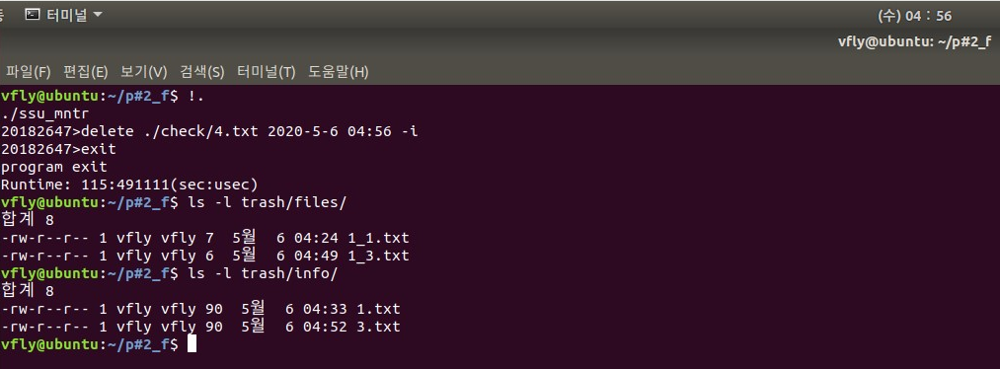 터미널
(수) 04 : 56
vfly@ubuntu: ~/p#2_f
파일(F) 편집(E) 보기(V) 검색(S) 터미널(T) 도움말(H)
vfly@ubuntu:~/p#2_f$ !.
./ssu_mntr
20182647>delete ./check/4.txt 2020-5-6 04:56 -i
20182647>exit
program exit
Runtime: 115:491111(sec:usec)
vfly@ubuntu:~/p#2_f$ ls -l trash/files/
합계 8
-rw-r--r-- 1 vfly vfly 7  5월  6 04:24 1_1.txt
-rw-r--r-- 1 vfly vfly 6  5월  6 04:49 1_3.txt
vfly@ubuntu:~/p#2_f$ ls -l trash/info/
합계 8
-rw-r--r-- 1 vfly vfly 90  5월  6 04:33 1.txt
-rw-r--r-- 1 vfly vfly 90  5월  6 04:52 3.txt
vfly@ubuntu:~/p#2_f$